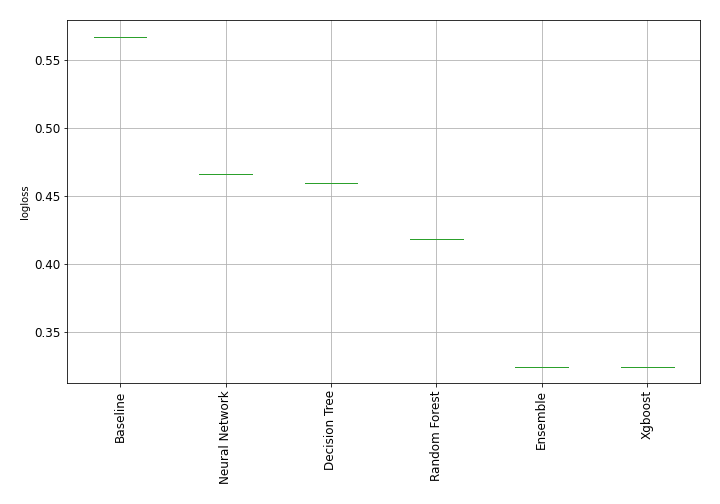 0.55
0.50
0.45
0.40
0.35
logloss
Baseline
Neural Network
Decision Tree
Random Forest
Ensemble
Xgboost